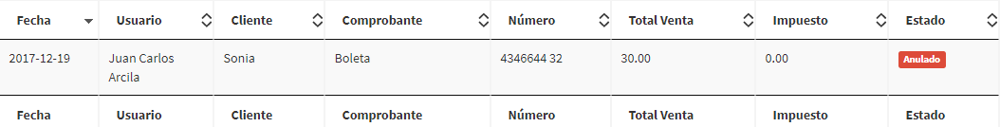 Fecha Usuario Cliente Comprobante Número Total Venta Impuesto Estado
2017-12-19 Juan Carlos Sonia Boleta 4346644 32 30.00 0.00 Anulado
Arcila
Fecha Usuario Cliente Comprobante Número Total Venta Impuesto Estado